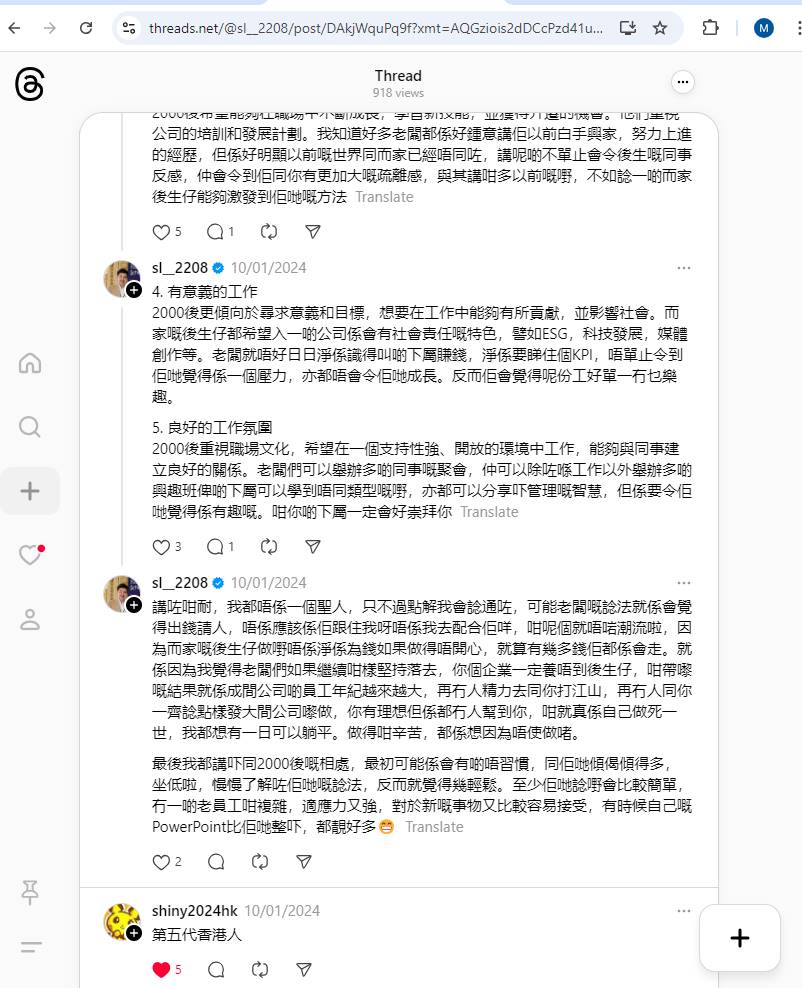 threads.net/@sl__2208/post/DAkjWquPq9f?xmt=AQGziois2dDCcPzd41u...
M
Thread
918 views
2000後希望能夠在職場中不斷成長，學習新技能，並獲得升遷的機會。他們重視
公司的培訓和發展計劃。我知道好多老闆都係好鍾意講佢以前白手興家，努力上進
的經歷，但係好明顯以前嘅世界同而家已經唔同咗，講呢啲不單止會令後生嘅同事
反感，仲會令到佢同你有更加大嘅疏離感，與其講咁多以前嘅嘢，不如諗一啲而家
後生仔能夠激發到佢哋嘅方法 Translate
5 1
sl__2208 10/01/2024
4. 有意義的工作
2000後更傾向於尋求意義和目標，想要在工作中能夠有所貢獻，並影響社會。而
家嘅後生仔都希望入一啲公司係會有社會責任嘅特色，譬如ESG，科技發展，媒體
創作等。老闆就唔好日日淨係識得叫啲下屬賺錢，淨係要睇住個KPI，唔單止令到
佢哋覺得係一個壓力，亦都唔會令佢哋成長。反而佢會覺得呢份工好單一冇乜樂
趣。
5. 良好的工作氛圍
2000後重視職場文化，希望在一個支持性強、開放的環境中工作，能夠與同事建
立良好的關係。老闆們可以舉辦多啲同事嘅聚會，仲可以除咗喺工作以外舉辦多啲
興趣班俾啲下屬可以學到唔同類型嘅嘢，亦都可以分享吓管理嘅智慧，但係要令佢
哋覺得係有趣嘅。咁你啲下屬一定會好崇拜你 Translate
3 1
sl__2208 10/01/2024
講咗咁耐，我都唔係一個聖人，只不過點解我會諗通咗，可能老闆嘅諗法就係會覺
得出錢請人，唔係應該係佢跟住我呀唔係我去配合佢咩，咁呢個就唔啱潮流啦，因
為而家嘅後生仔做嘢唔係淨係為錢如果做得唔開心，就算有幾多錢佢都係會走。就
係因為我覺得老闆們如果繼續咁樣堅持落去，你個企業一定養唔到後生仔，咁帶嚟
嘅結果就係成間公司啲員工年紀越來越大，再冇人精力去同你打江山，再冇人同你
一齊諗點樣發大間公司嚟做，你有理想但係都冇人幫到你，咁就真係自己做死一
世，我都想有一日可以躺平。做得咁辛苦，都係想因為唔使做啫。
最後我都講吓同2000後嘅相處，最初可能係會有啲唔習慣，同佢哋傾偈傾得多，
坐低啦，慢慢了解咗佢哋嘅諗法，反而就覺得幾輕鬆。至少佢哋諗嘢會比較簡單，
冇一啲老員工咁複雜，適應力又強，對於新嘅事物又比較容易接受，有時候自己嘅
PowerPoint比佢哋整吓，都靚好多😁 Translate
2
shiny2024hk 10/01/2024
第五代香港人
5